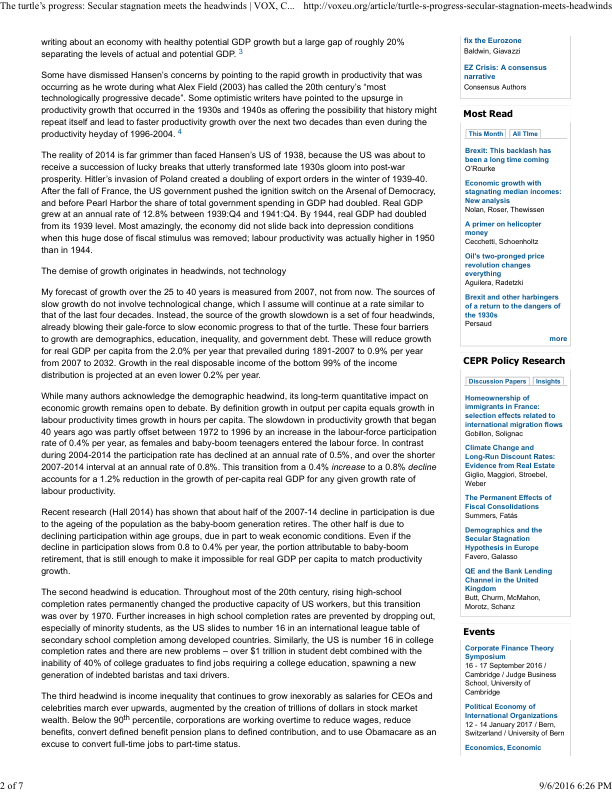 The turtle's progress: Secular stagnation meets the headwinds | VOX, C...
http://voxeu.org/article/turtle-s-progress-secular-stagnation-meets-headwinds
writing about an economy with healthy potential GDP growth but a large gap of roughly 20%
separating the levels of actual and potential GDP. 3
Some have dismissed Hansen's concerns by pointing to the rapid growth in productivity that was
occurring as he wrote during what Alex Field (2003) has called the 20th century's "most
technologically progressive decade". Some optimistic writers have pointed to the upsurge in
productivity growth that occurred in the 1930s and 1940s as offering the possibility that history might
repeat itself and lead to faster productivity growth over the next two decades than even during the
productivity heyday of 1996-2004. 4
The reality of 2014 is far grimmer than faced Hansen's US of 1938, because the US was about to
receive a succession of lucky breaks that utterly transformed late 1930s gloom into post-war
prosperity. Hitler's invasion of Poland created a doubling of export orders in the winter of 1939-40.
After the fall of France, the US government pushed the ignition switch on the Arsenal of Democracy,
and before Pearl Harbor the share of total government spending in GDP had doubled. Real GDP
grew at an annual rate of 12.8% between 1939:Q4 and 1941:Q4. By 1944, real GDP had doubled
from its 1939 level. Most amazingly, the economy did not slide back into depression conditions
when this huge dose of fiscal stimulus was removed; labour productivity was actually higher in 1950
than in 1944.
The demise of growth originates in headwinds, not technology
My forecast of growth over the 25 to 40 years is measured from 2007, not from now. The sources of
slow growth do not involve technological change, which I assume will continue at a rate similar to
that of the last four decades. Instead, the source of the growth slowdown is a set of four headwinds,
already blowing their gale-force to slow economic progress to that of the turtle. These four barriers
to growth are demographics, education, inequality, and government debt. These will reduce growth
for real GDP per capita from the 2.0% per year that prevailed during 1891-2007 to 0.9% per year
from 2007 to 2032. Growth in the real disposable income of the bottom 99% of the income
distribution is projected at an even lower 0.2% per year.
While many authors acknowledge the demographic headwind, its long-term quantitative impact on
economic growth remains open to debate. By definition growth in output per capita equals growth in
labour productivity times growth in hours per capita. The slowdown in productivity growth that began
40 years ago was partly offset between 1972 to 1996 by an increase in the labour-force participation
rate of 0.4% per year, as females and baby-boom teenagers entered the labour force. In contrast
during 2004-2014 the participation rate has declined at an annual rate of 0.5%, and over the shorter
2007-2014 interval at an annual rate of 0.8%. This transition from a 0.4% increase to a 0.8% decline
accounts for a 1.2% reduction in the growth of per-capita real GDP for any given growth rate of
labour productivity.
Recent research (Hall 2014) has shown that about half of the 2007-14 decline in participation is due
to the ageing of the population as the baby-boom generation retires. The other half is due to
declining participation within age groups, due in part to weak economic conditions. Even if the
decline in participation slows from 0.8 to 0.4% per year, the portion attributable to baby-boom
retirement, that is still enough to make it impossible for real GDP per capita to match productivity
growth.
The second headwind is education. Throughout most of the 20th century, rising high-school
completion rates permanently changed the productive capacity of US workers, but this transition
was over by 1970. Further increases in high school completion rates are prevented by dropping out,
especially of minority students, as the US slides to number 16 in an international league table of
secondary school completion among developed countries. Similarly, the US is number 16 in college
completion rates and there are new problems – over $1 trillion in student debt combined with the
inability of 40% of college graduates to find jobs requiring a college education, spawning a new
generation of indebted baristas and taxi drivers.
The third headwind is income inequality that continues to grow inexorably as salaries for CEOs and
celebrities march ever upwards, augmented by the creation of trillions of dollars in stock market
wealth. Below the 90th percentile, corporations are working overtime to reduce wages, reduce
benefits, convert defined benefit pension plans to defined contribution, and to use Obamacare as an
excuse to convert full-time jobs to part-time status.
fix the Eurozone
Baldwin, Giavazzi
EZ Crisis: A consensus
narrative
Consensus Authors
Most Read
This Month
All Time
Brexit: This backlash has
been a long time coming
O'Rourke
Economic growth with
stagnating median incomes:
New analysis
Nolan, Roser, Thewissen
A primer on helicopter
money
Cecchetti, Schoenholtz
Oil's two-pronged price
revolution changes
everything
Aguilera, Radetzki
Brexit and other harbingers
of a return to the dangers of
the 1930s
Persaud
more
CEPR Policy Research
Discussion Papers
Insights
Homeownership of
immigrants in France:
selection effects related to
international migration flows
Gobillon, Solignac
Climate Change and
Long-Run Discount Rates:
Evidence from Real Estate
Giglio, Maggiori, Stroebel,
Weber
The Permanent Effects of
Fiscal Consolidations
Summers, Fatás
Demographics and the
Secular Stagnation
Hypothesis in Europe
Favero, Galasso
QE and the Bank Lending
Channel in the United
Kingdom
Butt, Churm, McMahon,
Morotz, Schanz
Events
Corporate Finance Theory
Symposium
16 - 17 September 2016 /
Cambridge / Judge Business
School, University of
Cambridge
Political Economy of
International Organizations
12 - 14 January 2017 / Bern,
Switzerland / University of Bern
Economics, Economic
2 of 7
9/6/2016 6:26 PM